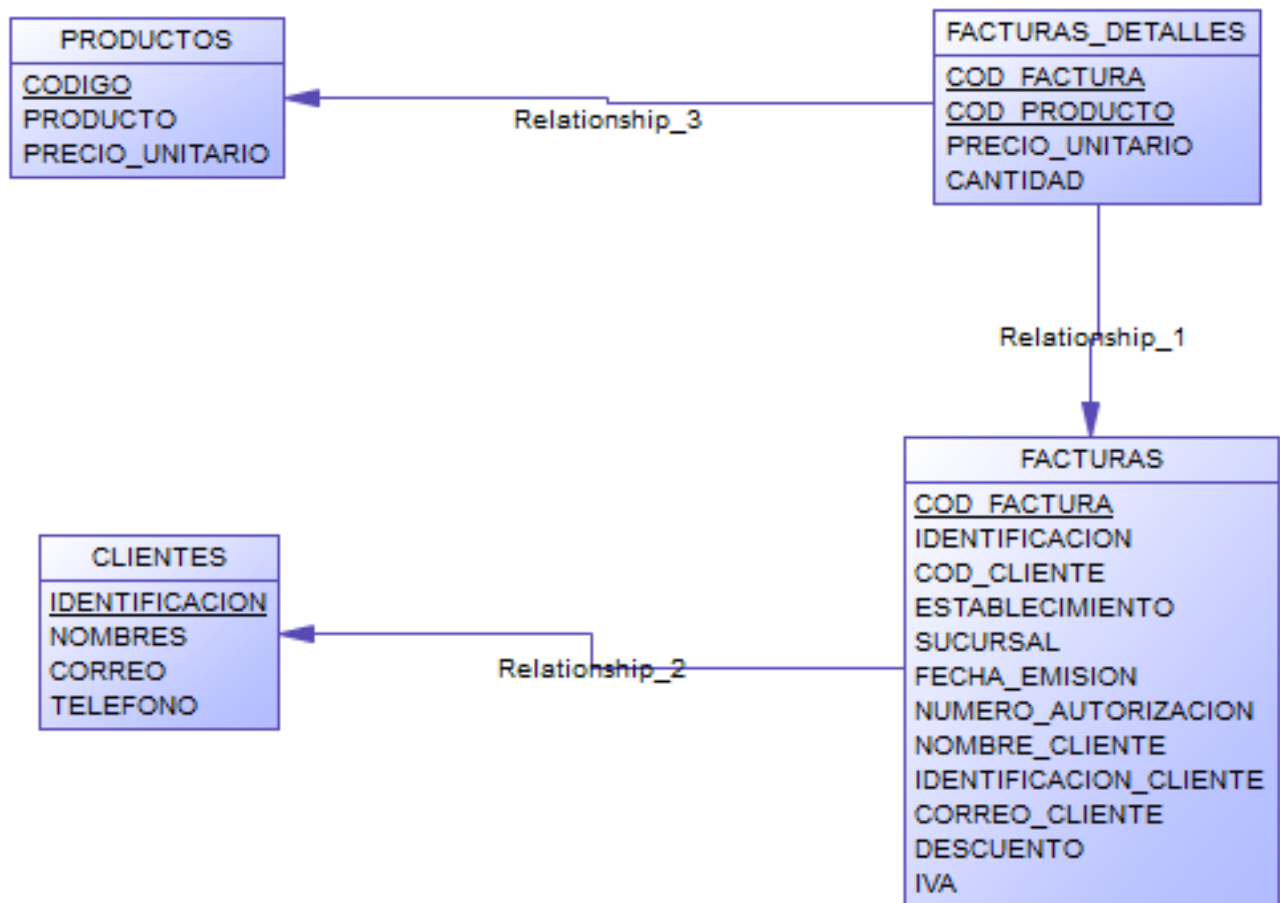 PRODUCTOS
CODIGO
PRODUCTO
PRECIO_UNITARIO
FACTURAS_DETALLES
COD_FACTURA
COD_PRODUCTO
PRECIO_UNITARIO
CANTIDAD
Relationship_3
Relationship_1
CLIENTES
IDENTIFICACION
NOMBRES
CORREO
TELEFONO
Relationship_2
FACTURAS
COD_FACTURA
IDENTIFICACION
COD_CLIENTE
ESTABLECIMIENTO
SUCURSAL
FECHA_EMISION
NUMERO_AUTORIZACION
NOMBRE_CLIENTE
IDENTIFICACION_CLIENTE
CORREO_CLIENTE
DESCUENTO
IVA